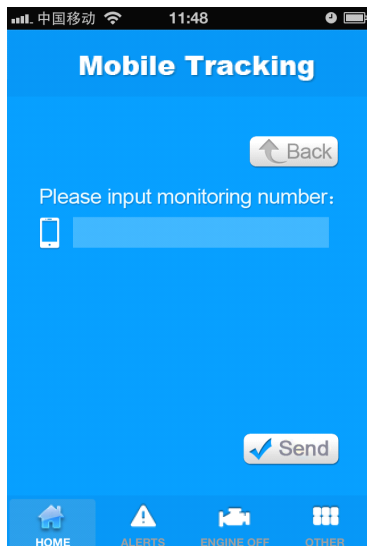 中国移动 11:48
Mobile Tracking
Back
Please input monitoring number:
Send
HOME ALERTS ENGINE OFF OTHER